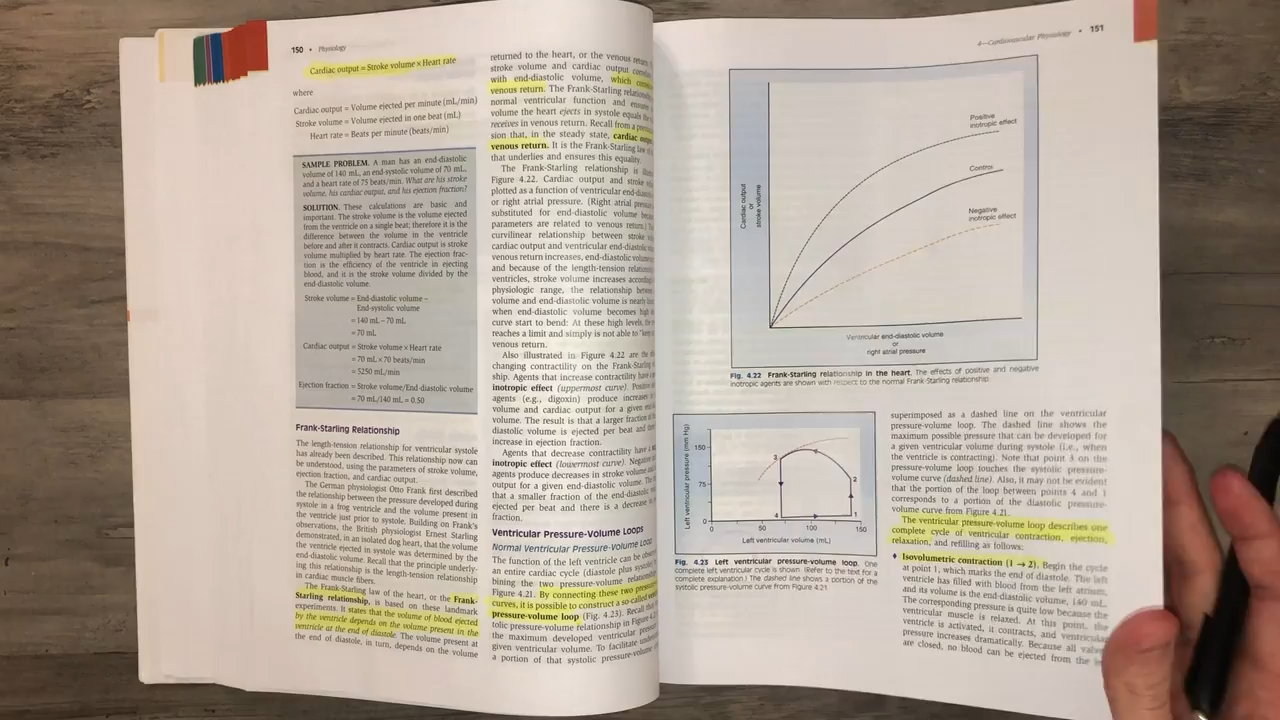 150 • Physiology
Cardiac output = Stroke volume × Heart rate
where
Cardiac output = Volume ejected per minute (mL/min)
Stroke volume = Volume ejected in one beat (mL)
Heart rate = Beats per minute (beats/min)
SAMPLE PROBLEM. A man has an end-diastolic
volume of 140 mL, an end-systolic volume of 70 mL,
and a heart rate of 75 beats/min. What are his stroke
volume, his cardiac output, and his ejection fraction?
SOLUTION. These calculations are basic and
important. The stroke volume is the volume ejected
from the ventricle on a single beat; therefore it is the
difference between the volume in the ventricle
before and after it contracts. Cardiac output is stroke
volume multiplied by heart rate. The ejection frac-
tion is the efficiency of the ventricle in ejecting
blood, and it is the stroke volume divided by the
end-diastolic volume.
Stroke volume = End-diastolic volume –
End-systolic volume
= 140 mL – 70 mL
= 70 mL
Cardiac output = Stroke volume × Heart rate
= 70 mL × 70 beats/min
= 5250 mL/min
Ejection fraction = Stroke volume/End-diastolic volume
= 70 mL/140 mL = 0.50
Frank-Starling Relationship
The length-tension relationship for ventricular systole
has already been described. This relationship now can
be understood, using the parameters of stroke volume,
ejection fraction, and cardiac output.
The German physiologist Otto Frank first described
the relationship between the pressure developed during
systole in a frog ventricle and the volume present in
the ventricle just prior to systole. Building on Frank's
observations, the British physiologist Ernest Starling
demonstrated, in an isolated dog heart, that the volume
the ventricle ejected in systole was determined by the
end-diastolic volume. Recall that the principle underly-
ing this relationship is the length-tension relationship
in cardiac muscle fibers.
The Frank-Starling law of the heart, or the Frank-
Starling relationship, is based on these landmark
experiments. It states that the volume of blood ejected
by the ventricle depends on the volume present in the
ventricle at the end of diastole. The volume present at
the end of diastole, in turn, depends on the volume
returned to the heart, or the venous
stroke volume and cardiac output
with end-diastolic volume, which
venous return. The Frank-Starling
normal ventricular function and
volume the heart ejects in systole equals
receives in venous return. Recall from a
sion that, in the steady state, cardiac
venous return. It is the Frank-Starling
that underlies and ensures this equality.
The Frank-Starling relationship is
Figure 4.22. Cardiac output and stroke
plotted as a function of ventricular
or right atrial pressure. (Right atrial
substituted for end-diastolic volume
parameters are related to venous return.)
curvilinear relationship between stroke
cardiac output and ventricular
venous return increases, end-diastolic
and because of the length-tension
ventricles, stroke volume increases
physiologic range, the relationship
volume and end-diastolic volume is
when end-diastolic volume becomes
curve start to bend: At these high levels,
reaches a limit and simply is not able to
venous return.
Also illustrated in Figure 4.22 are the
changing contractility on the
ship. Agents that increase contractility
inotropic effect (uppermost curve).
agents (e.g., digoxin) produce increases
volume and cardiac output for a given
volume. The result is that a larger fraction
diastolic volume is ejected per beat and
increase in ejection fraction.
Agents that decrease contractility have a
inotropic effect (lowermost curve).
agents produce decreases in stroke volume
output for a given end-diastolic volume.
that a smaller fraction of the end-diastolic
ejected per beat and there is a decrease
fraction.
Ventricular Pressure-Volume Loops
Normal Ventricular Pressure-Volume Loop
The function of the left ventricle can be
an entire cardiac cycle (diastole plus
bining the two pressure-volume
Figure 4.21. By connecting these two
curves, it is possible to construct a so-called
pressure-volume loop (Fig. 4.23). Recall
tolic pressure-volume relationship in
the maximum developed ventricular
given ventricular volume. To facilitate
a portion of that systolic pressure-volume
4—Cardiovascular Physiology • 151
Cardiac output
or
stroke volume
Positive
inotropic effect
Control
Negative
inotropic effect
Ventricular end-diastolic volume
or
right atrial pressure
Fig. 4.22 Frank-Starling relationship in the heart. The effects of positive and negative
inotropic agents are shown with respect to the normal Frank-Starling relationship.
Left ventricular pressure (mm Hg)
150
75
0
3
2
4
1
0 50 100 150
Left ventricular volume (mL)
Fig. 4.23 Left ventricular pressure-volume loop. One
complete left ventricular cycle is shown. (Refer to the text for a
complete explanation.) The dashed line shows a portion of the
systolic pressure-volume curve from Figure 4.21.
superimposed as a dashed line on the ventricular
pressure-volume loop. The dashed line shows the
maximum possible pressure that can be developed for
a given ventricular volume during systole (i.e., when
the ventricle is contracting). Note that point 3 on the
pressure-volume loop touches the systolic pressure-
volume curve (dashed line). Also, it may not be evident
that the portion of the loop between points 4 and 1
corresponds to a portion of the diastolic pressure-
volume curve from Figure 4.21.
The ventricular pressure-volume loop describes one
complete cycle of ventricular contraction, ejection,
relaxation, and refilling as follows:
♦ Isovolumetric contraction (1 → 2). Begin the cycle
at point 1, which marks the end of diastole. The left
ventricle has filled with blood from the left atrium,
and its volume is the end-diastolic volume, 140 mL.
The corresponding pressure is quite low because the
ventricular muscle is relaxed. At this point, the
ventricle is activated, it contracts, and ventricular
pressure increases dramatically. Because all valves
are closed, no blood can be ejected from the